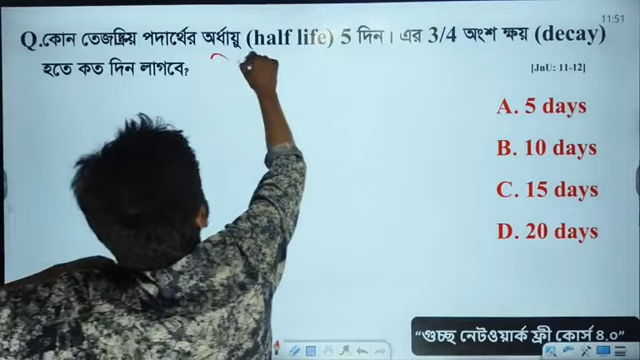 11:51
Q.কোন তেজষ্ক্রিয় পদার্থের অর্ধায়ু (half life) 5 দিন। এর 3/4 অংশ ক্ষয় (decay)
হতে কত দিন লাগবে?
[JnU: 11-12]
A. 5 days
B. 10 days
C. 15 days
D. 20 days
“গুচ্ছ নেটওয়ার্ক ফ্রী কোর্স ৪.০”